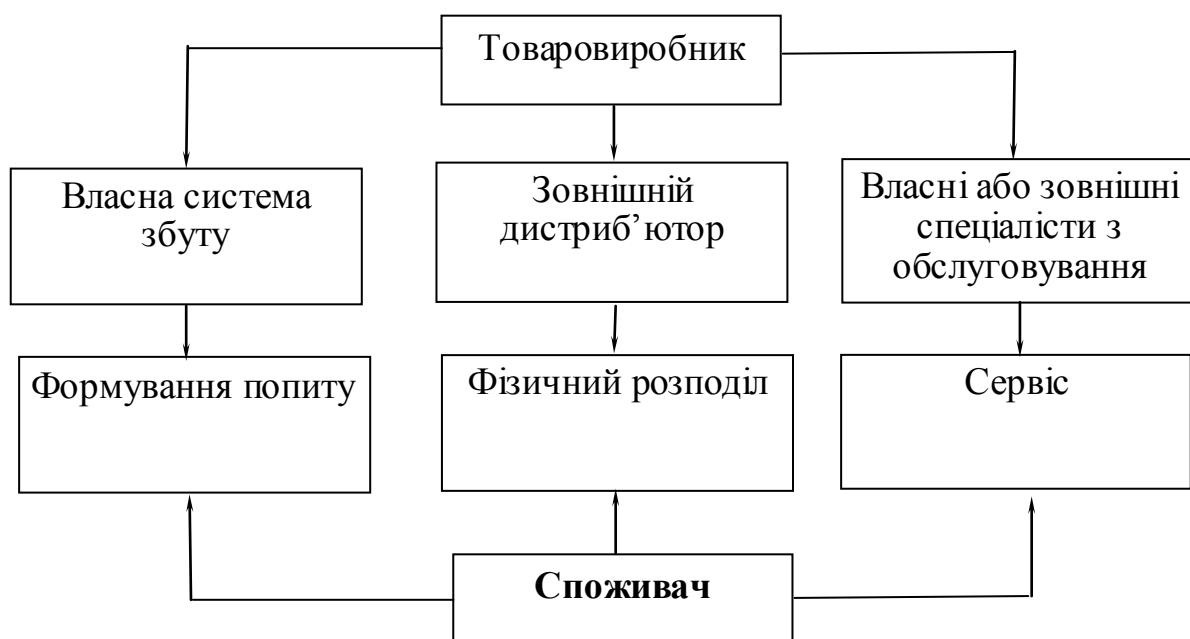 Товаровиробник
Власна система
збуту
Зовнішній
дистриб’ютор
Власні або зовнішні
спеціалісти з
обслуговування
Формування попиту
Фізичний розподіл
Сервіс
Споживач